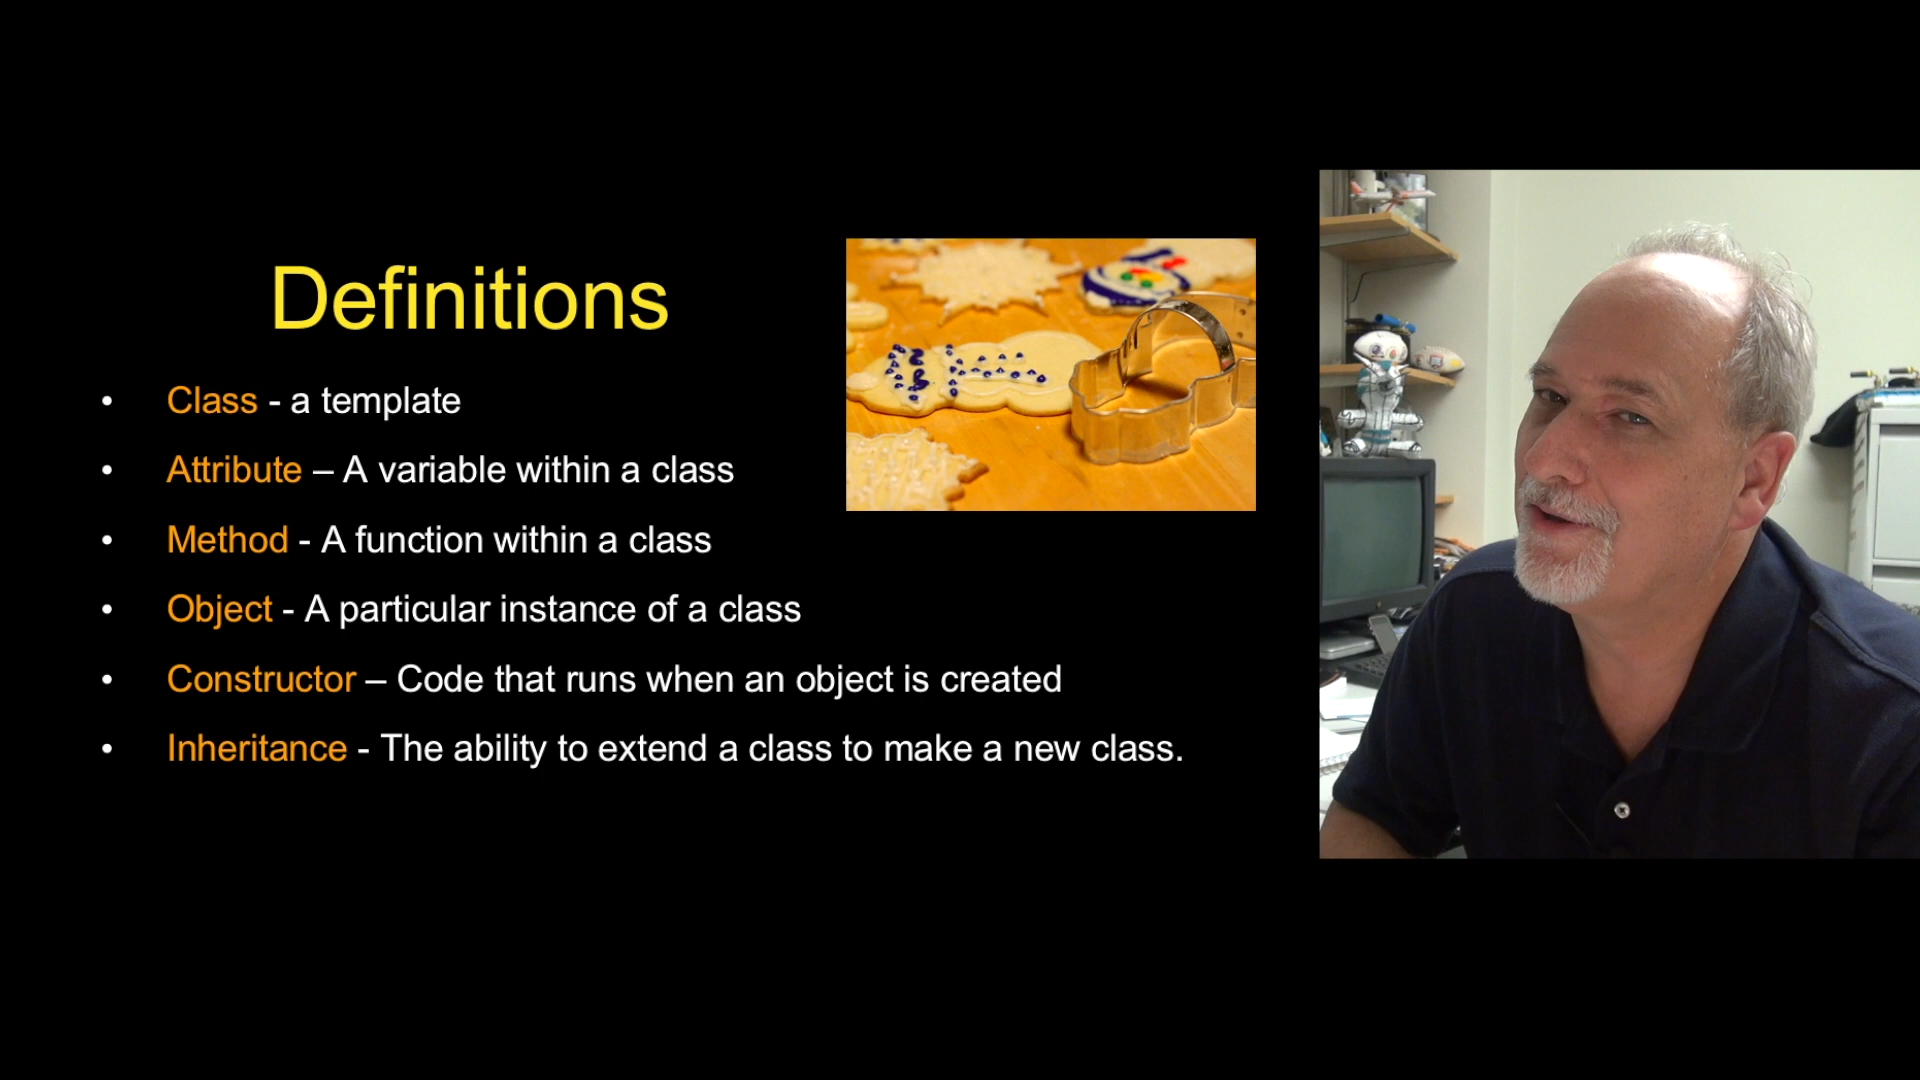 Definitions
• Class - a template
• Attribute – A variable within a class
• Method - A function within a class
• Object - A particular instance of a class
• Constructor – Code that runs when an object is created
• Inheritance - The ability to extend a class to make a new class.